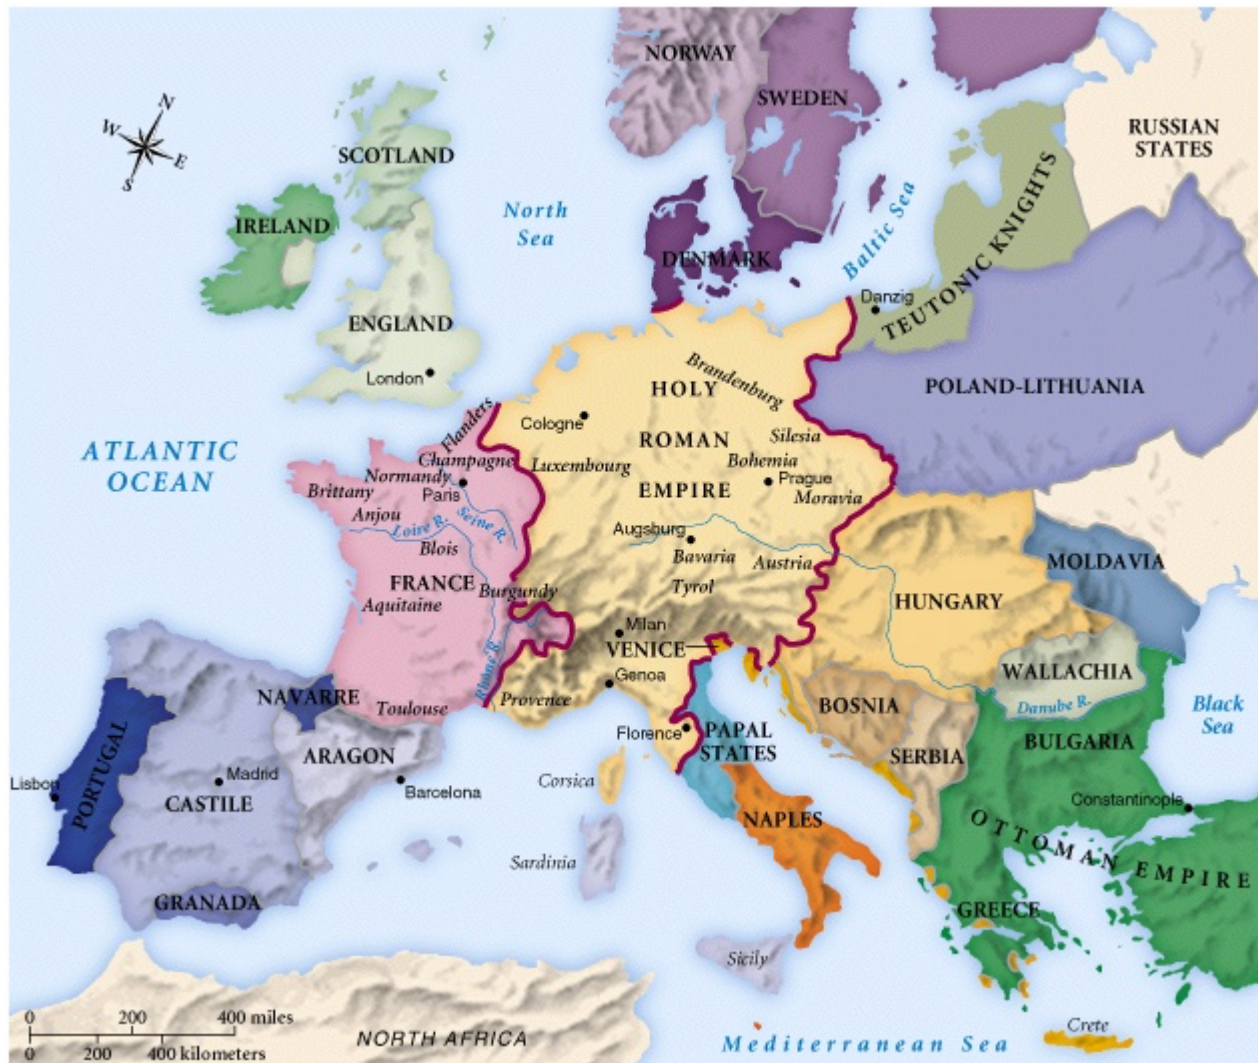 NORWAY
SWEDEN
RUSSIAN
STATES
N
W
E
S
SCOTLAND
IRELAND
North
Sea
DENMARK
Baltic Sea
TEUTONIC KNIGHTS
Danzig
ENGLAND
London
POLAND-LITHUANIA
ATLANTIC
OCEAN
HOLY
ROMAN
EMPIRE
Brandenburg
Cologne
Silesia
Bohemia
Prague
Moravia
Luxembourg
Flanders
Champagne
Normandy
Paris
Brittany
Anjou
Loire R.
Seine R.
Blois
FRANCE
Burgundy
Aquitaine
Augsburg
Bavaria
Austria
Tyrol
MOLDAVIA
HUNGARY
Milan
VENICE
Genoa
Rhône R.
Provence
WALLACHIA
Danube R.
Black
Sea
NAVARRE
Toulouse
BOSNIA
SERBIA
BULGARIA
Florence
PAPAL
STATES
PORTUGAL
ARAGON
Lisbon
Madrid
CASTILE
Barcelona
Corsica
NAPLES
Constantinople
OTTOMAN EMPIRE
Sardinia
GRANADA
GREECE
Sicily
0 200 400 miles
0 200 400 kilometers
NORTH AFRICA
Mediterranean Sea
Crete